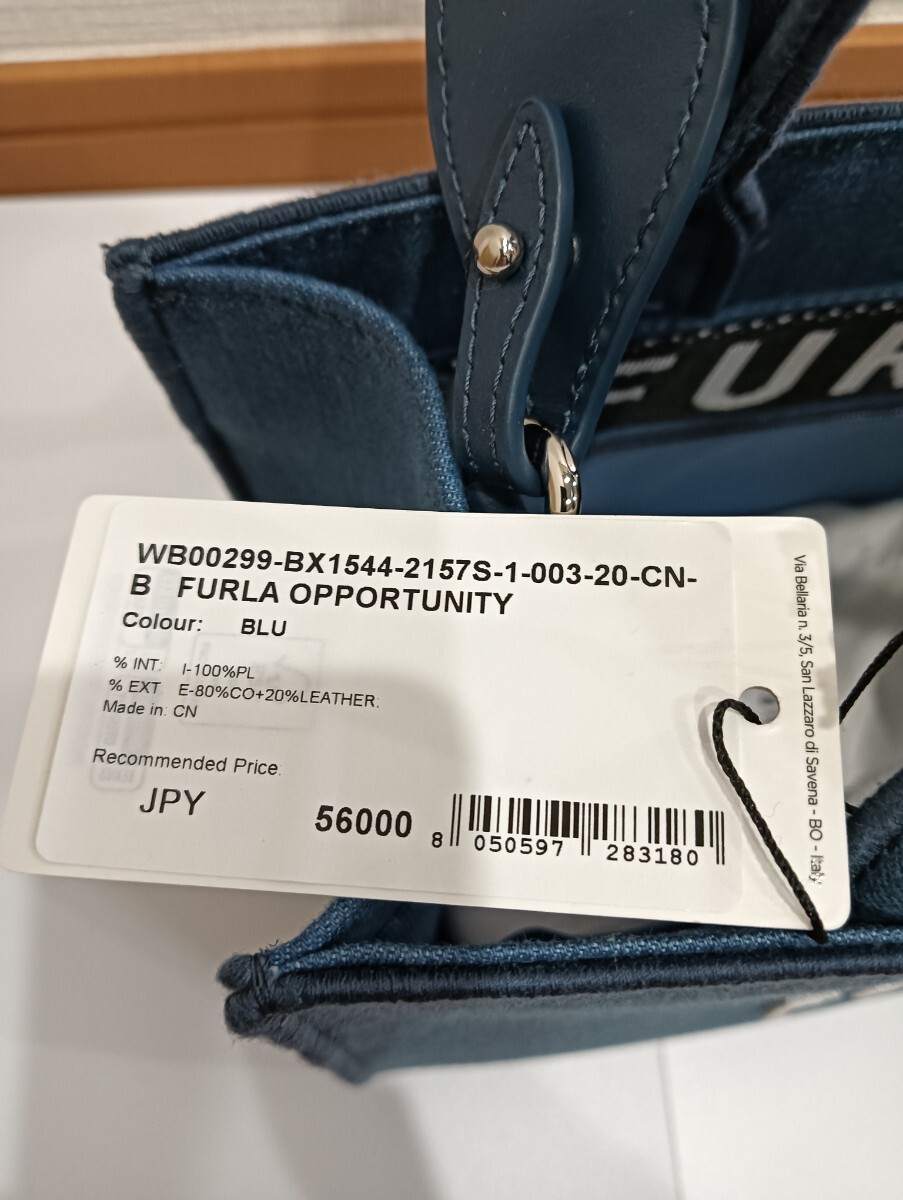 FUR
WB00299-BX1544-2157S-1-003-20-CN-
B FURLA OPPORTUNITY
Colour: BLU
% INT: I-100%PL
% EXT E-80%CO+20%LEATHER;
Made in: CN
Recommended Price:
JPY 56000
8 050597 283180
Via Bellaria n. 3/5, San Lazzaro di Savena - BO - Italy